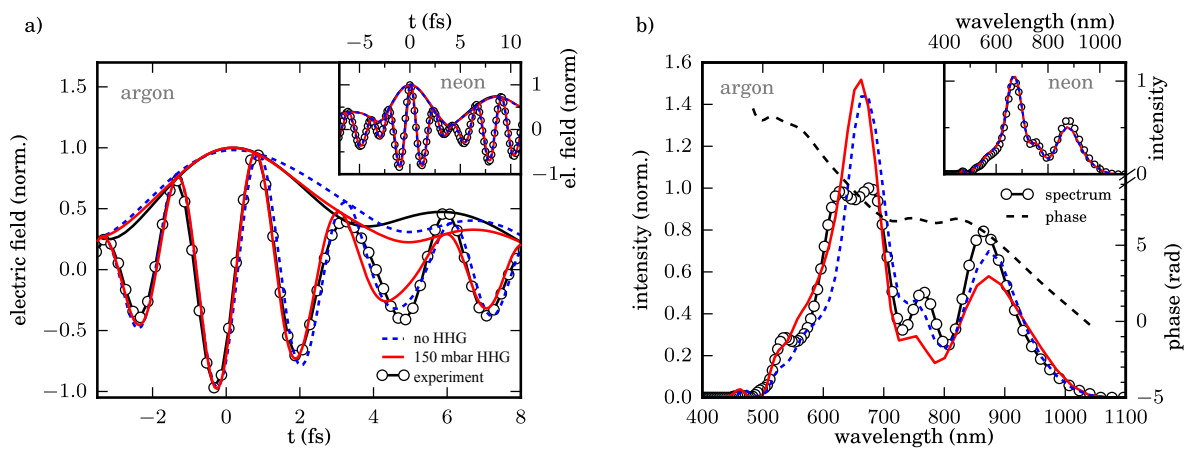 a)
t (fs)
−5 0 5 10
argon
neon
1
0
−1
el. field (norm)
electric field (norm)
1.5
1.0
0.5
0.0
−0.5
−1.0
no HHG
150 mbar HHG
experiment
−2 0 2 4 6 8
t (fs)
b)
wavelength (nm)
400 600 800 1000
argon
neon
1
0
intensity
intensity (norm.)
1.6
1.4
1.2
1.0
0.8
0.6
0.4
0.2
0.0
spectrum
phase
5
0
−5
phase (rad)
400 500 600 700 800 900 1000 1100
wavelength (nm)